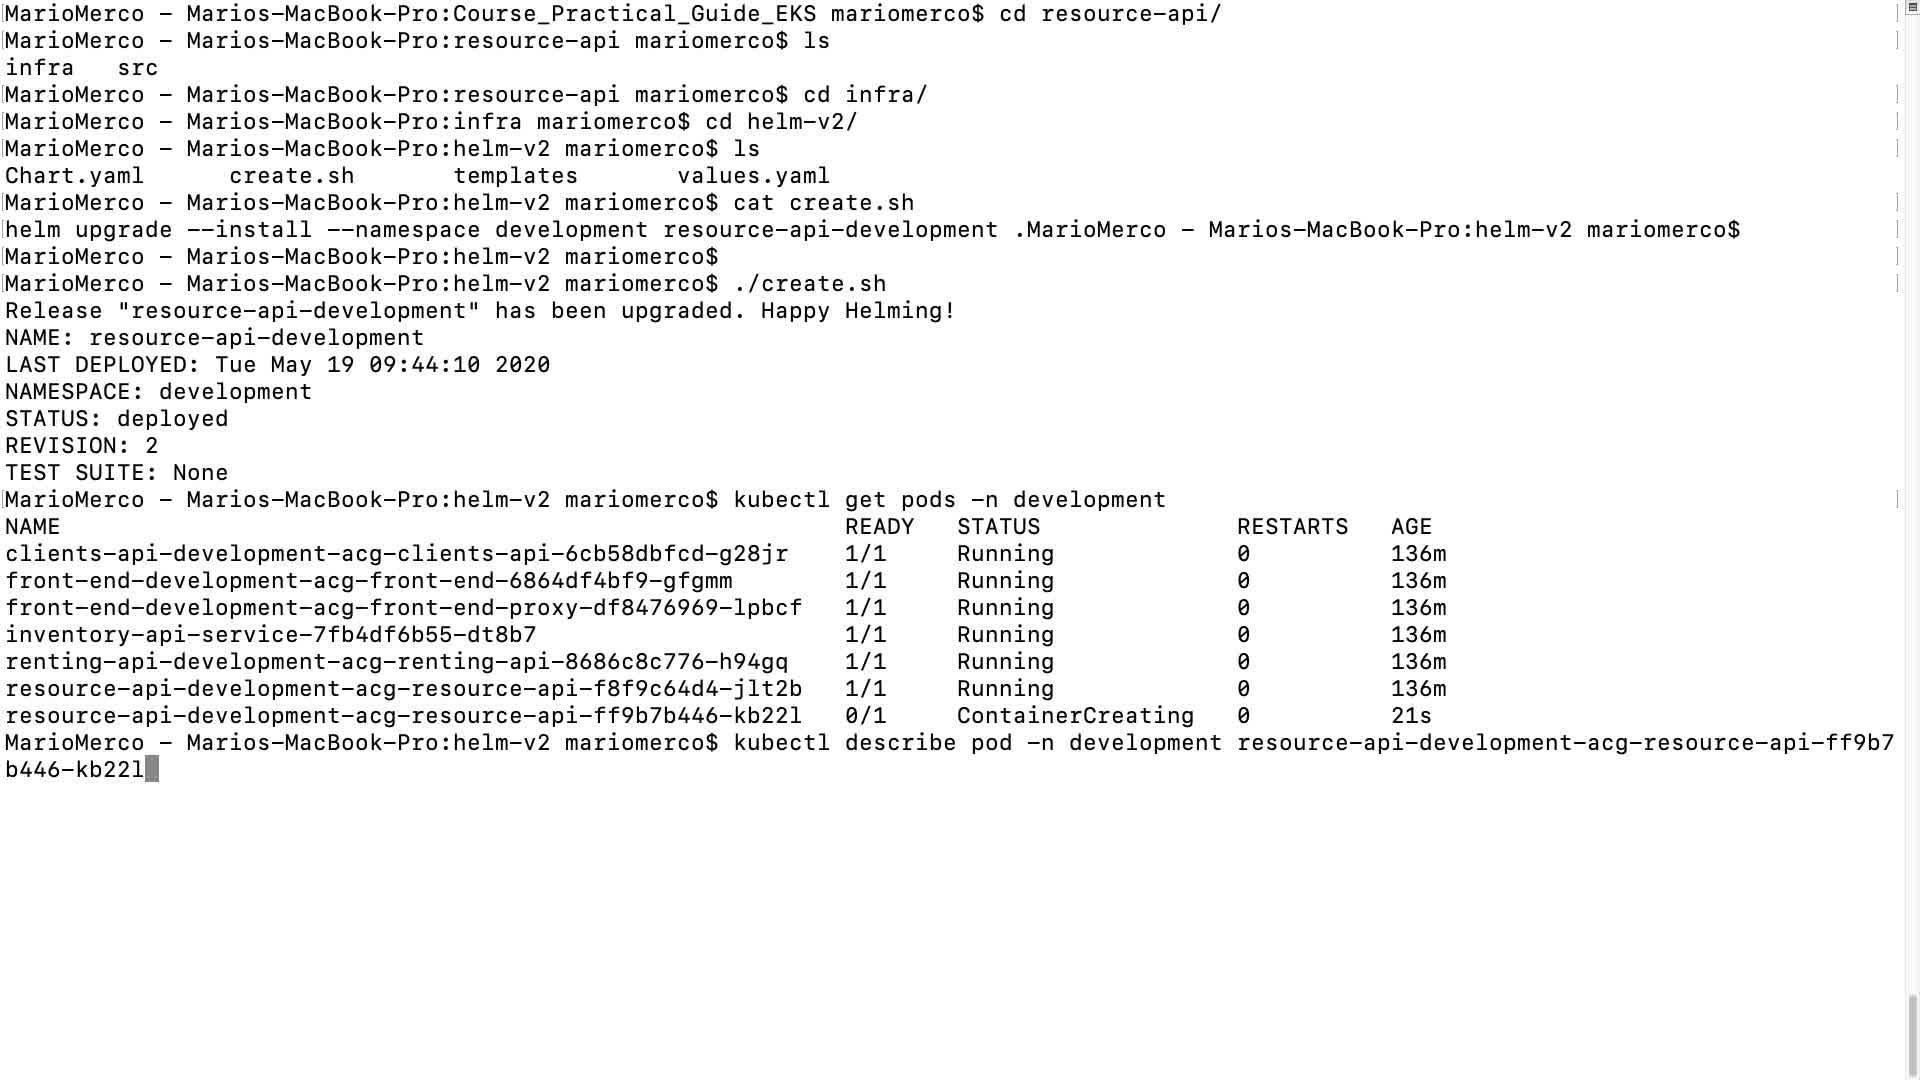 MarioMerco – Marios-MacBook-Pro:Course_Practical_Guide_EKS mariomerco$ cd resource-api/
MarioMerco – Marios-MacBook-Pro:resource-api mariomerco$ ls
infra   src
MarioMerco – Marios-MacBook-Pro:resource-api mariomerco$ cd infra/
MarioMerco – Marios-MacBook-Pro:infra mariomerco$ cd helm-v2/
MarioMerco – Marios-MacBook-Pro:helm-v2 mariomerco$ ls
Chart.yaml      create.sh       templates       values.yaml
MarioMerco – Marios-MacBook-Pro:helm-v2 mariomerco$ cat create.sh
helm upgrade --install --namespace development resource-api-development .MarioMerco – Marios-MacBook-Pro:helm-v2 mariomerco$
MarioMerco – Marios-MacBook-Pro:helm-v2 mariomerco$
MarioMerco – Marios-MacBook-Pro:helm-v2 mariomerco$ ./create.sh
Release "resource-api-development" has been upgraded. Happy Helming!
NAME: resource-api-development
LAST DEPLOYED: Tue May 19 09:44:10 2020
NAMESPACE: development
STATUS: deployed
REVISION: 2
TEST SUITE: None
MarioMerco – Marios-MacBook-Pro:helm-v2 mariomerco$ kubectl get pods -n development
NAME                                                        READY   STATUS              RESTARTS   AGE
clients-api-development-acg-clients-api-6cb58dbfcd-g28jr    1/1     Running             0          136m
front-end-development-acg-front-end-6864df4bf9-gfgmm        1/1     Running             0          136m
front-end-development-acg-front-end-proxy-df8476969-lpbcf   1/1     Running             0          136m
inventory-api-service-7fb4df6b55-dt8b7                      1/1     Running             0          136m
renting-api-development-acg-renting-api-8686c8c776-h94gq    1/1     Running             0          136m
resource-api-development-acg-resource-api-f8f9c64d4-jlt2b   1/1     Running             0          136m
resource-api-development-acg-resource-api-ff9b7b446-kb22l   0/1     ContainerCreating   0          21s
MarioMerco – Marios-MacBook-Pro:helm-v2 mariomerco$ kubectl describe pod -n development resource-api-development-acg-resource-api-ff9b7
b446-kb22l